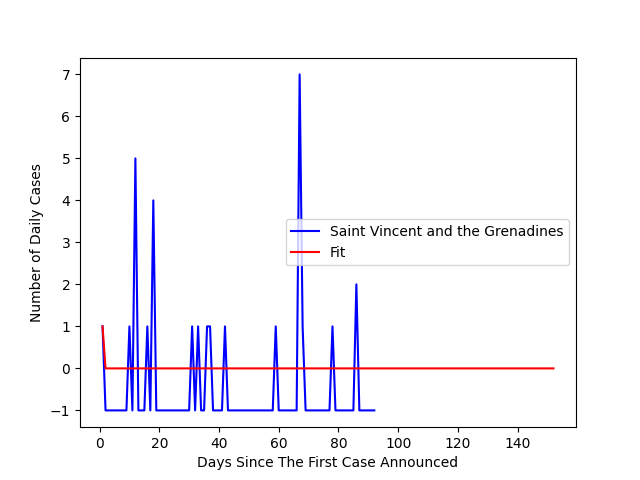 7
6
5
4
3
2
1
0
−1
Number of Daily Cases
Saint Vincent and the Grenadines
Fit
0 20 40 60 80 100 120 140
Days Since The First Case Announced